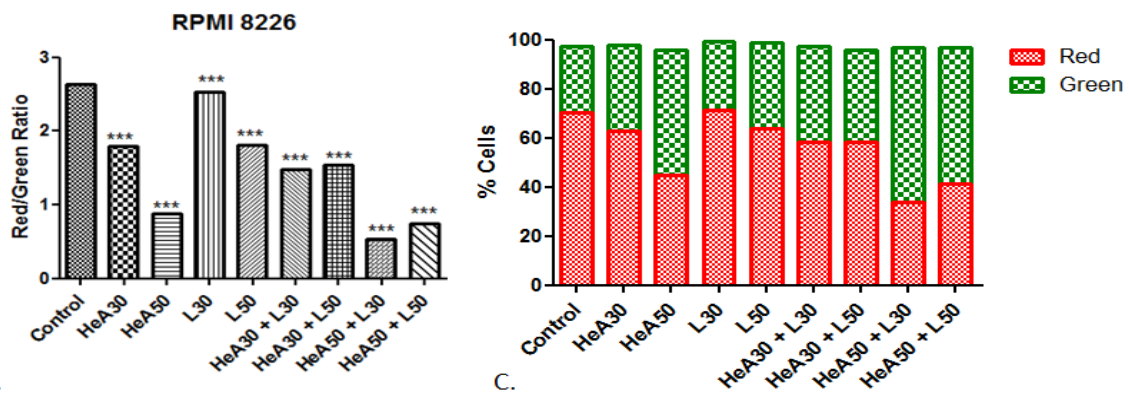 RPMI 8226
Red/Green Ratio
3
2
1
0
***
***
***
***
***
***
***
***
Control
HeA30
HeA50
L30
L50
HeA30 + L30
HeA30 + L50
HeA50 + L30
HeA50 + L50
C.
% Cells
100
80
60
40
20
0
Control
HeA30
HeA50
L30
L50
HeA30 + L30
HeA30 + L50
HeA50 + L30
HeA50 + L50
Red
Green